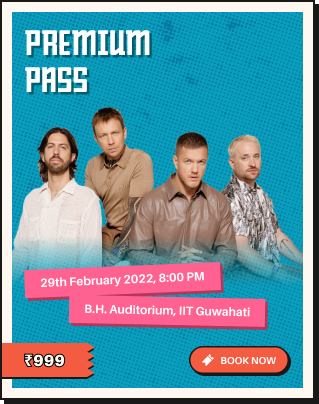 PREMIUM
PASS
29th February 2022, 8:00 PM
B.H. Auditorium, IIT Guwahati
₹999
BOOK NOW